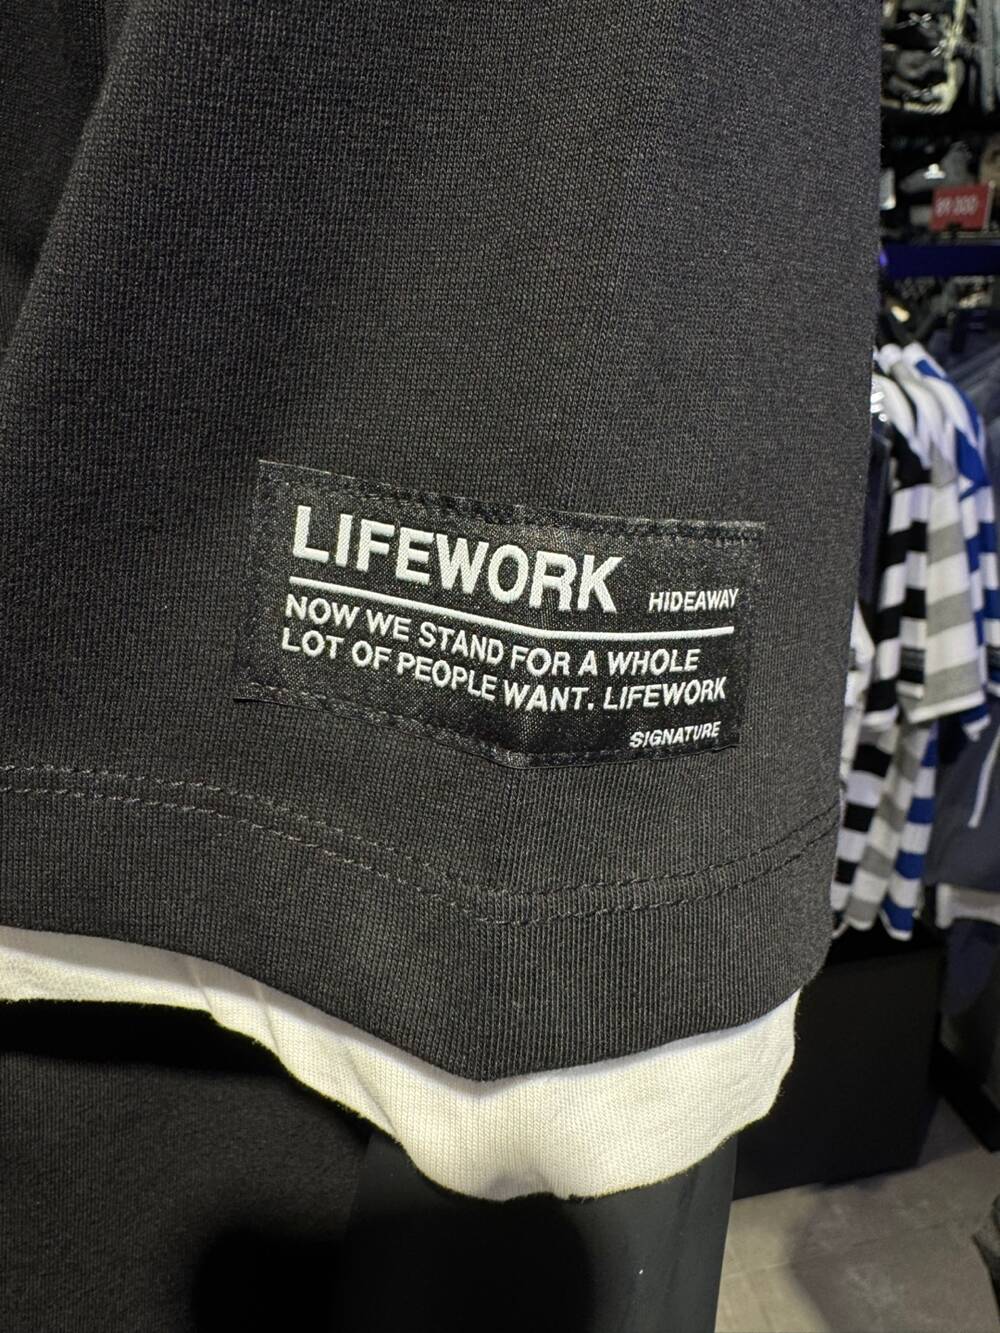 LIFEWORK HIDEAWAY
NOW WE STAND FOR A WHOLE
LOT OF PEOPLE WANT. LIFEWORK
SIGNATURE